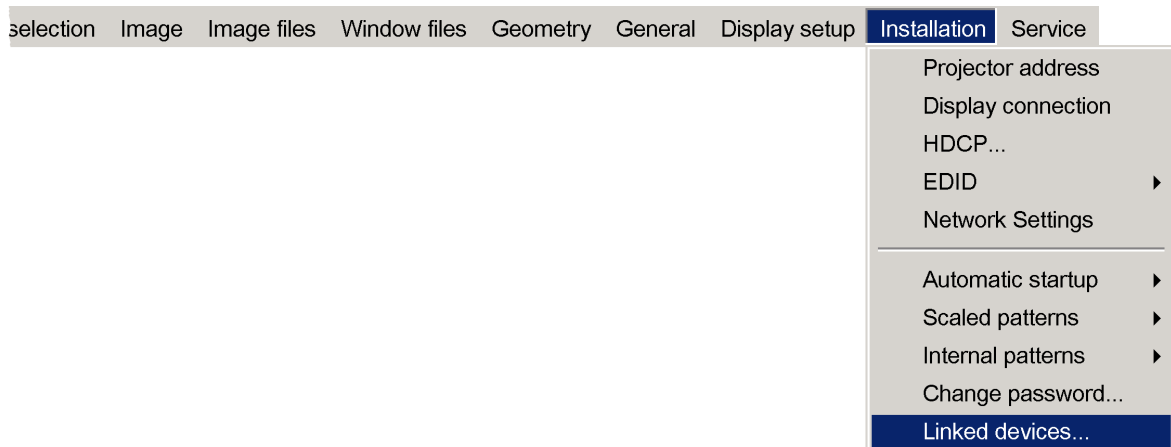 selection Image Image files Window files Geometry General Display setup Installation Service
Projector address
Display connection
HDCP...
EDID
Network Settings
Automatic startup
Scaled patterns
Internal patterns
Change password...
Linked devices...